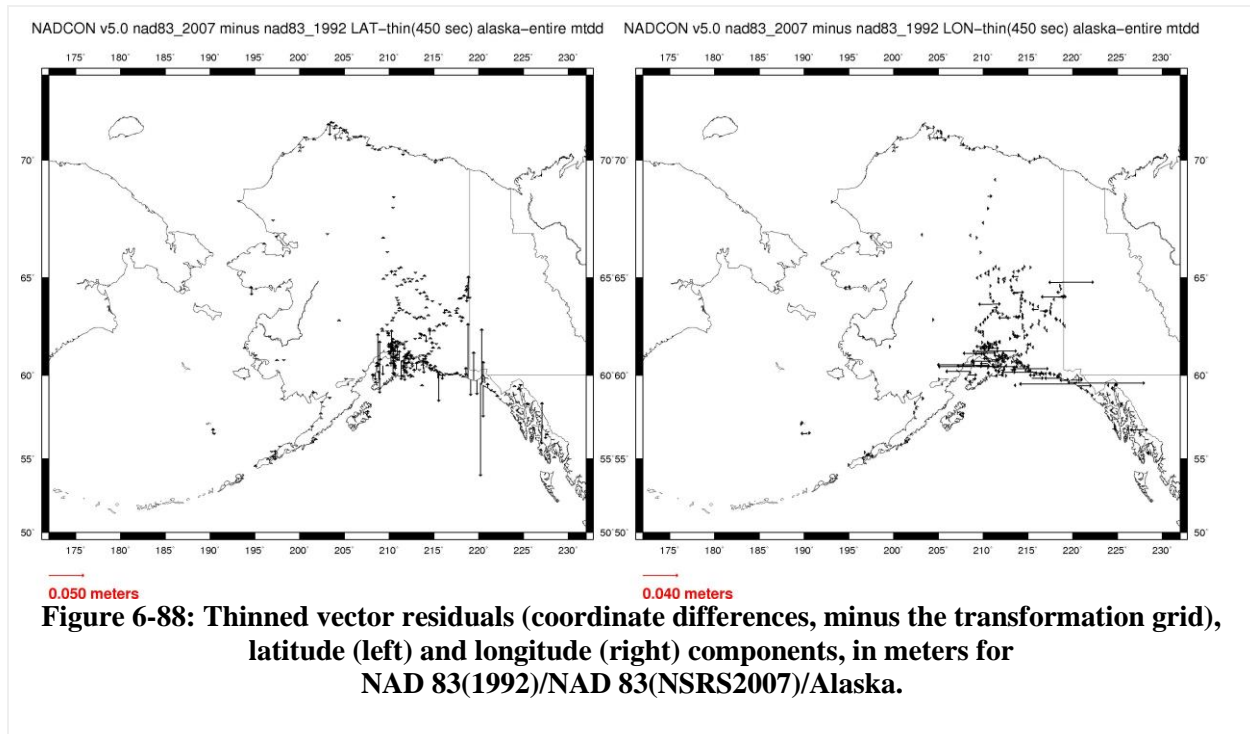 NADCON v5.0 nad83_2007 minus nad83_1992 LAT-thin(450 sec) alaska-entire mtdd
175° 180° 185° 190° 195° 200° 205° 210° 215° 220° 225° 230°
70° 70°
65° 65°
60° 60°
55° 55°
50° 50°
175° 180° 185° 190° 195° 200° 205° 210° 215° 220° 225° 230°
0.050 meters
NADCON v5.0 nad83_2007 minus nad83_1992 LON-thin(450 sec) alaska-entire mtdd
175° 180° 185° 190° 195° 200° 205° 210° 215° 220° 225° 230°
70° 70°
65° 65°
60° 60°
55° 55°
50° 50°
175° 180° 185° 190° 195° 200° 205° 210° 215° 220° 225° 230°
0.040 meters
Figure 6-88: Thinned vector residuals (coordinate differences, minus the transformation grid),
latitude (left) and longitude (right) components, in meters for
NAD 83(1992)/NAD 83(NSRS2007)/Alaska.